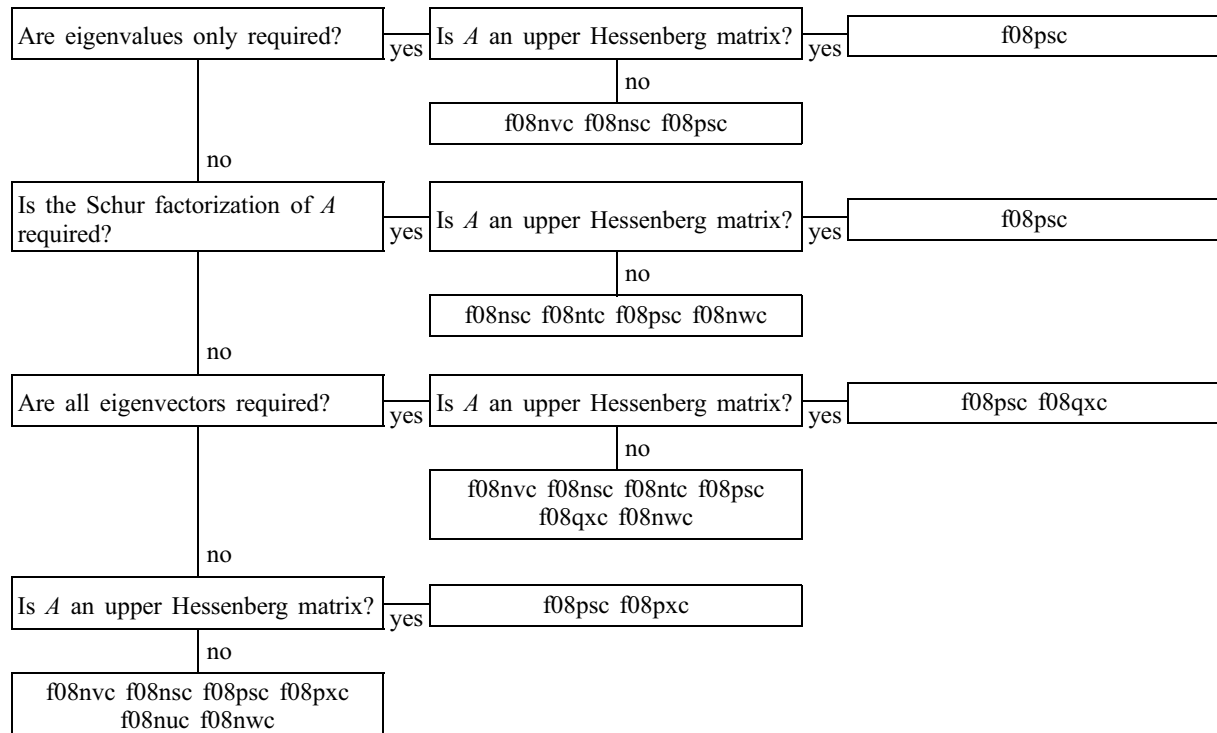 Are eigenvalues only required?
yes
Is A an upper Hessenberg matrix?
yes
f08psc
no
f08nvc f08nsc f08psc
no
Is the Schur factorization of A
required?
yes
Is A an upper Hessenberg matrix?
yes
f08psc
no
f08nsc f08ntc f08psc f08nwc
no
Are all eigenvectors required?
yes
Is A an upper Hessenberg matrix?
yes
f08psc f08qxc
no
f08nvc f08nsc f08ntc f08psc
f08qxc f08nwc
no
Is A an upper Hessenberg matrix?
yes
f08psc f08pxc
no
f08nvc f08nsc f08psc f08pxc
f08nuc f08nwc